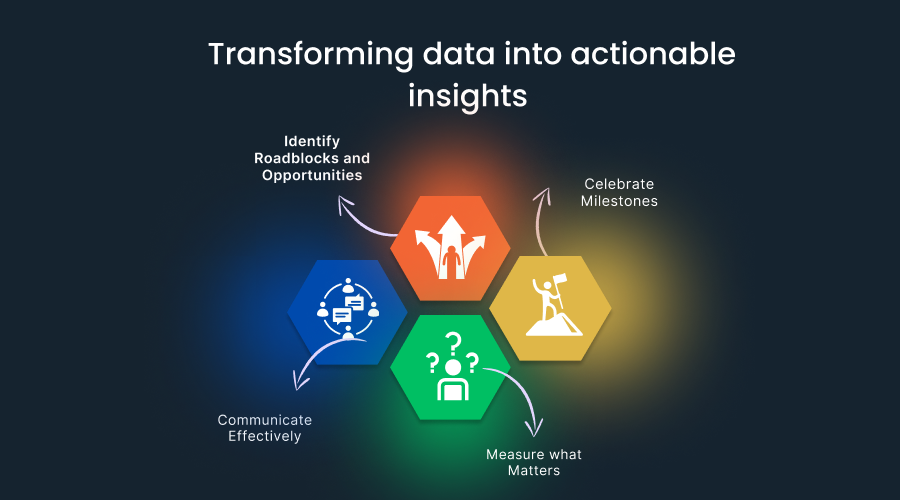 Transforming data into actionable
insights
Identify
Roadblocks and
Opportunities
Celebrate
Milestones
Communicate
Effectively
Measure what
Matters